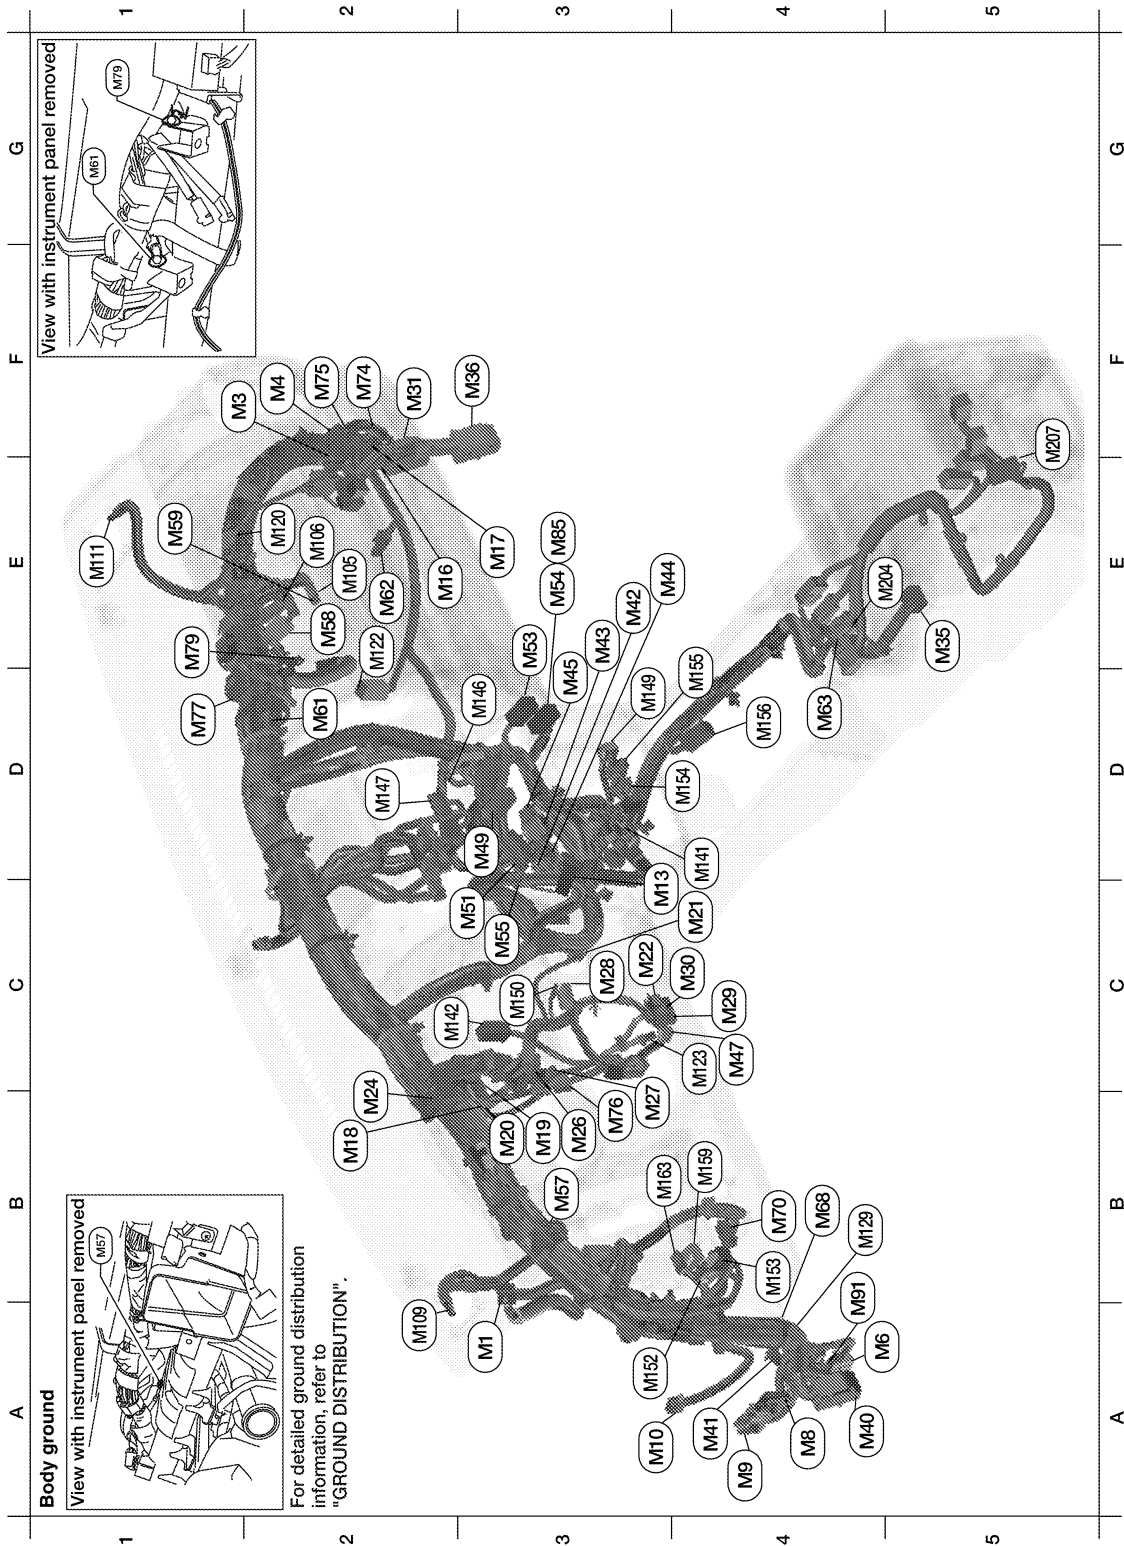 Body ground
View with instrument panel removed
M57
For detailed ground distribution
information, refer to
"GROUND DISTRIBUTION".
View with instrument panel removed
M61
M79
A
B
C
D
E
F
G
1
2
3
4
5
M109
M1
M10
M152
M41
M9
M8
M40
M6
M91
M129
M68
M153
M70
M159
M163
M57
M18
M24
M20
M19
M26
M76
M27
M123
M47
M29
M30
M22
M28
M150
M142
M21
M55
M51
M49
M13
M141
M154
M147
M146
M149
M155
M156
M45
M43
M42
M44
M53
M54
M85
M77
M61
M79
M122
M58
M62
M105
M106
M59
M120
M111
M16
M17
M3
M4
M75
M74
M31
M36
M63
M35
M204
M207
A
B
C
D
E
F
G
1
2
3
4
5